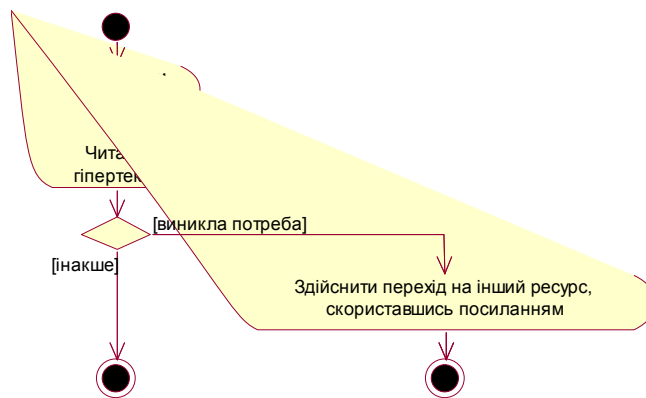 Чита
гіпертек
[виникла потреба]
[інакше]
Здійснити перехід на інший ресурс,
скориставшись посиланням